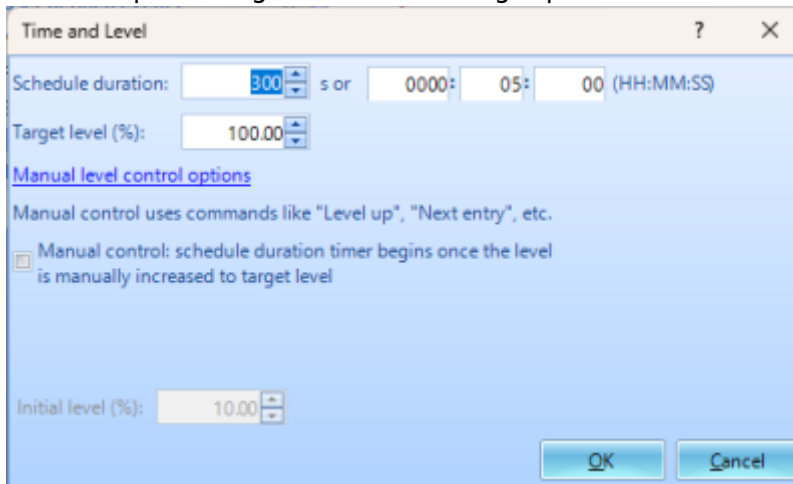 Time and Level ? ×
Schedule duration: 300 s or 0000: 05: 00 (HH:MM:SS)
Target level (%): 100.00
Manual level control options
Manual control uses commands like "Level up", "Next entry", etc.
Manual control: schedule duration timer begins once the level
is manually increased to target level
Initial level (%): 10.00
OK Cancel